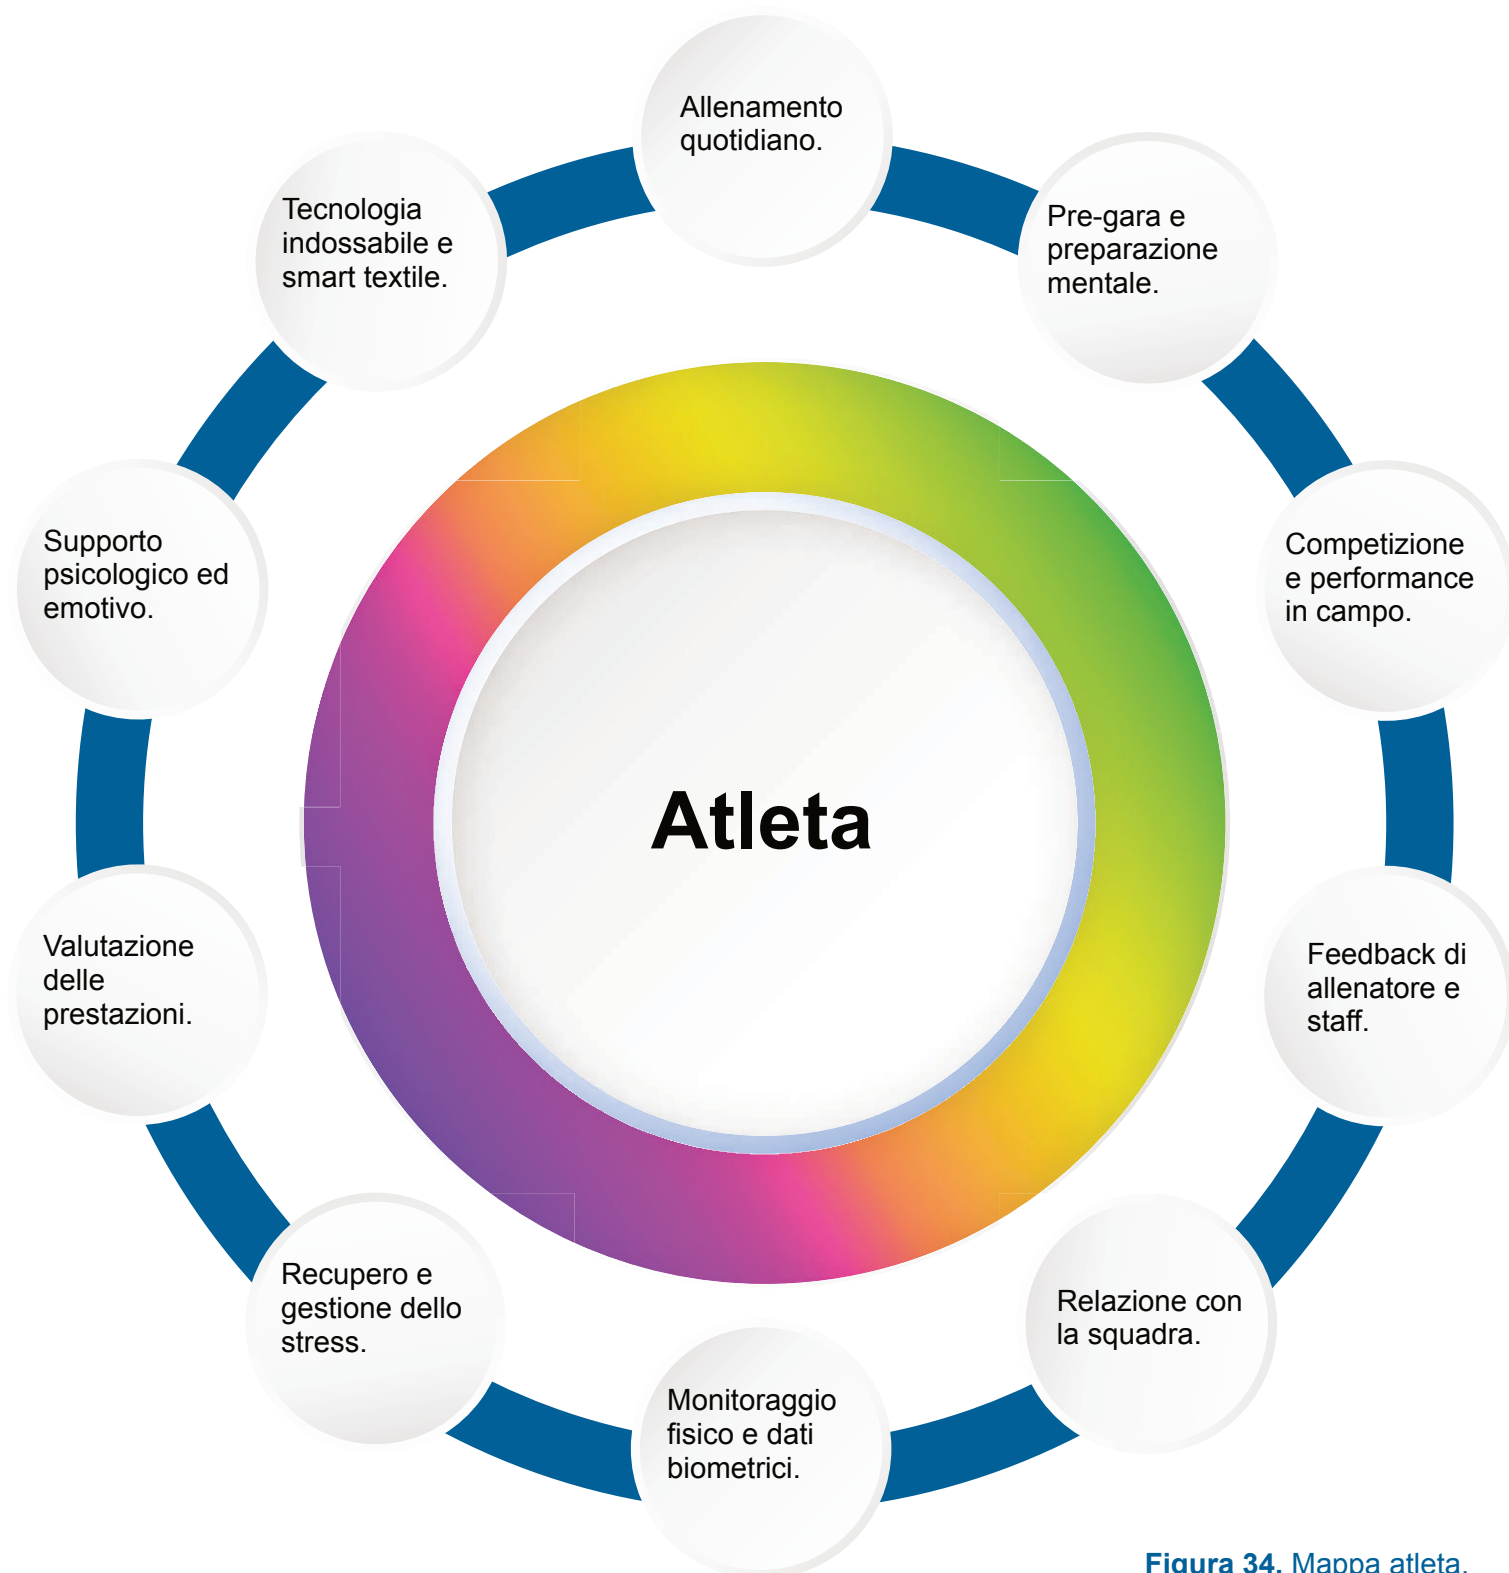 Allenamento
quotidiano.
Pre-gara e
preparazione
mentale.
Competizione
e performance
in campo.
Feedback di
allenatore e
staff.
Relazione con
la squadra.
Monitoraggio
fisico e dati
biometrici.
Recupero e
gestione dello
stress.
Valutazione
delle
prestazioni.
Supporto
psicologico ed
emotivo.
Tecnologia
indossabile e
smart textile.
Atleta
Figura 34. Mappa atleta.